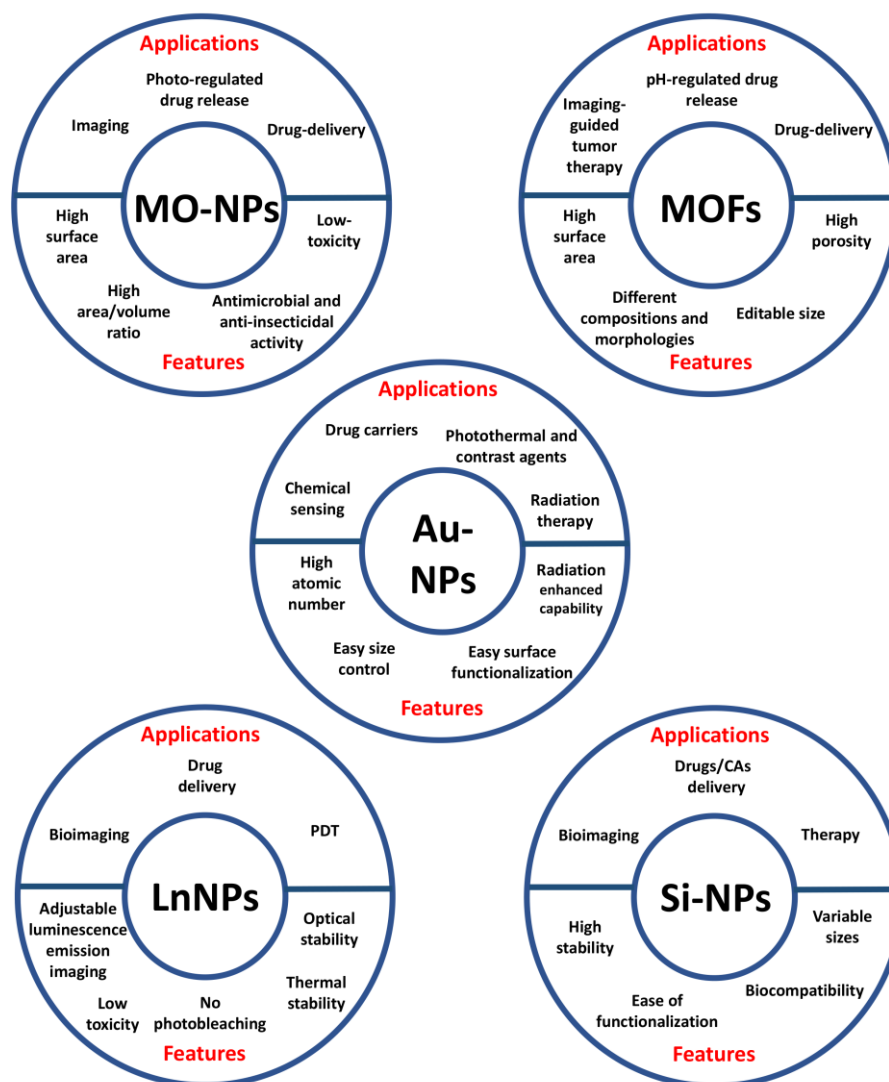 Applications
Photo-regulated
drug release
Imaging
Drug-delivery
MO-NPs
High
surface
area
Low-
toxicity
High
area/volume
ratio
Antimicrobial and
anti-insecticidal
activity
Features
Applications
pH-regulated drug
release
Imaging-
guided
tumor
therapy
Drug-delivery
MOFs
High
surface
area
High
porosity
Different
compositions and
morphologies
Editable size
Features
Applications
Drug carriers
Photothermal and
contrast agents
Chemical
sensing
Radiation
therapy
Au-
NPs
High
atomic
number
Radiation
enhanced
capability
Easy size
control
Easy surface
functionalization
Features
Applications
Drug
delivery
Bioimaging
PDT
LnNPs
Adjustable
luminescence
emission
imaging
Optical
stability
Thermal
stability
Low
toxicity
No
photobleaching
Features
Applications
Drugs/CAs
delivery
Bioimaging
Therapy
Si-NPs
High
stability
Variable
sizes
Ease of
functionalization
Biocompatibility
Features